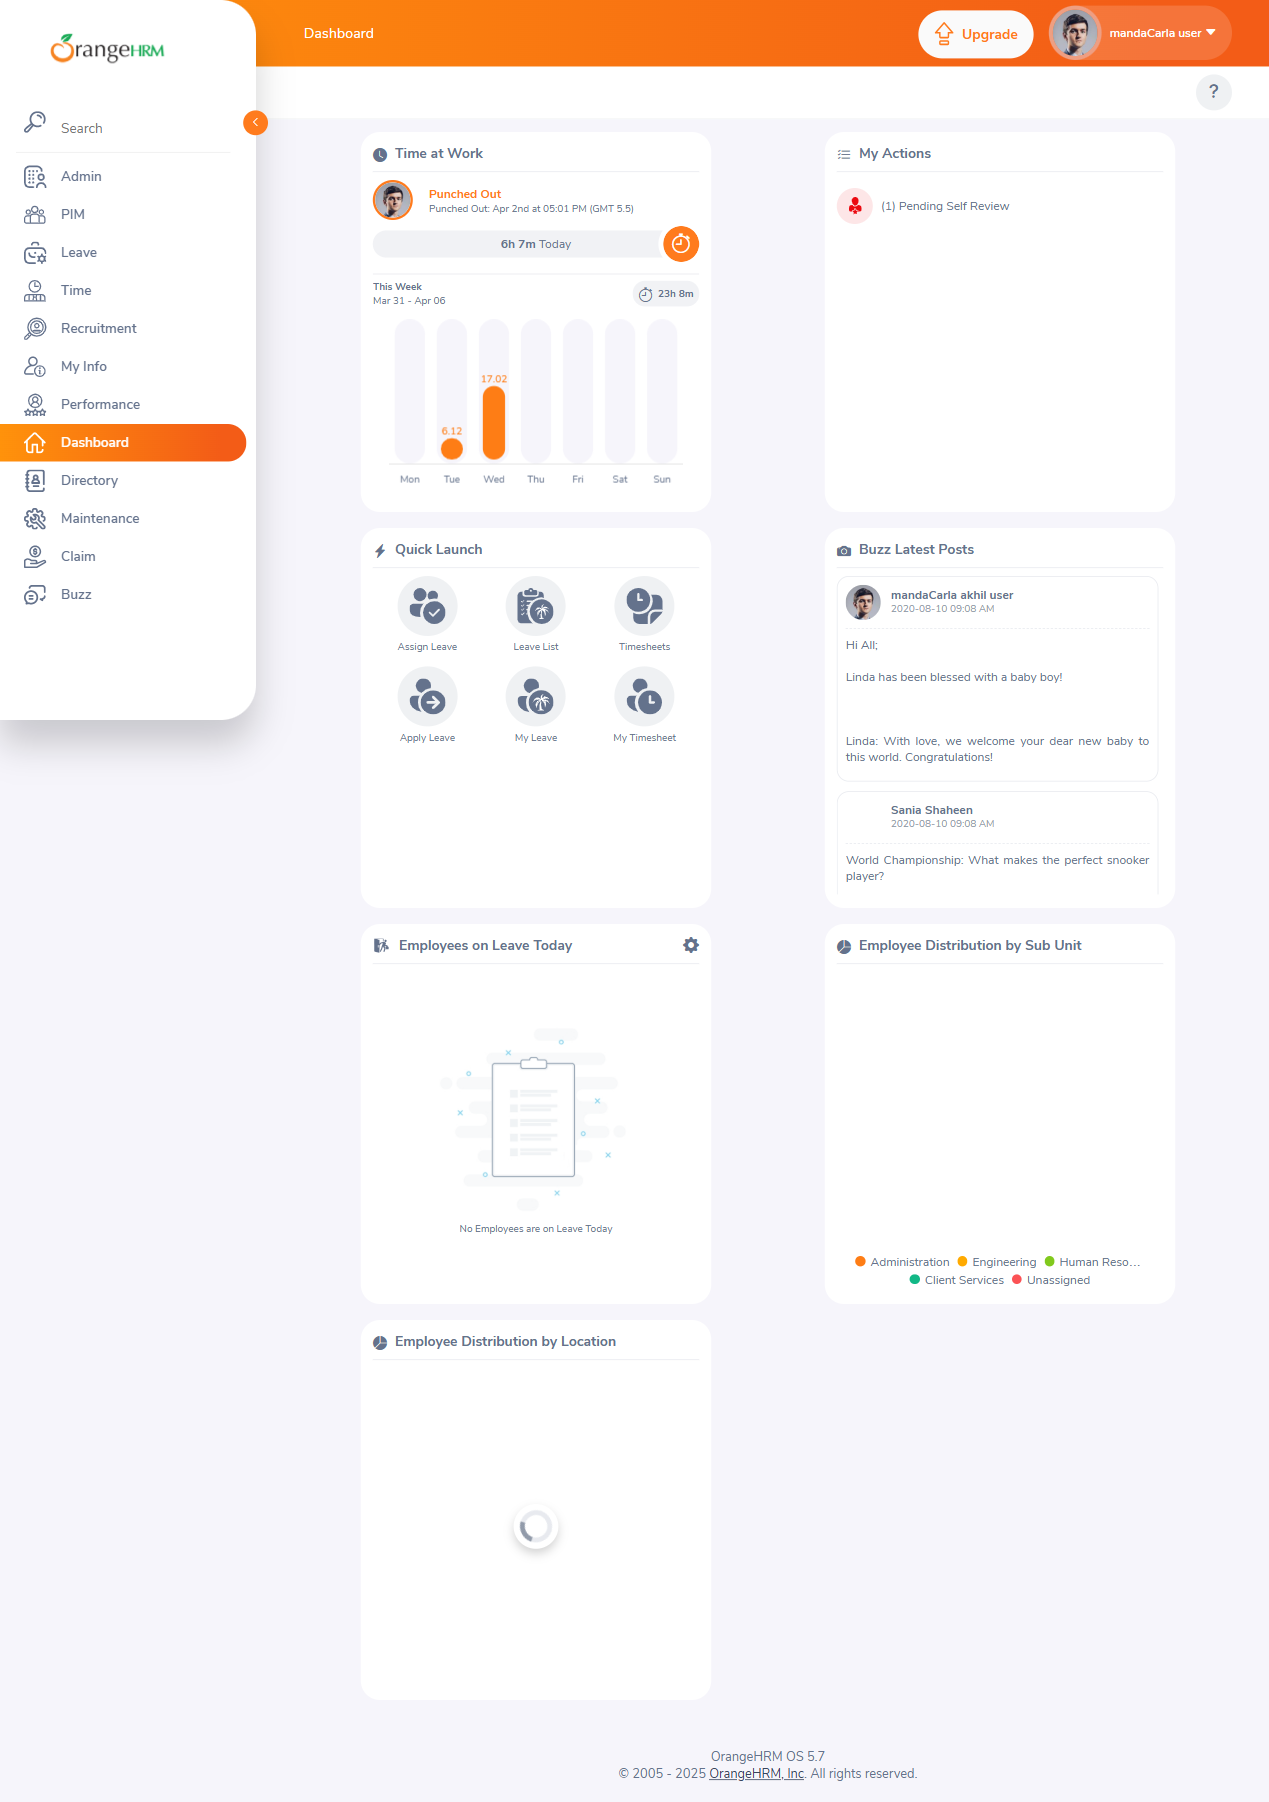 OrangeHRM
Search
Admin
PIM
Leave
Time
Recruitment
My Info
Performance
Dashboard
Directory
Maintenance
Claim
Buzz
Dashboard
Upgrade
mandaCarla user
?
Time at Work
Punched Out
Punched Out: Apr 2nd at 05:01 PM (GMT 5.5)
6h 7m Today
This Week
Mar 31 - Apr 06
23h 8m
17.02
6.12
Mon Tue Wed Thu Fri Sat Sun
My Actions
(1) Pending Self Review
Quick Launch
Assign Leave
Leave List
Timesheets
Apply Leave
My Leave
My Timesheet
Buzz Latest Posts
mandaCarla akhil user
2020-08-10 09:08 AM
Hi All;
Linda has been blessed with a baby boy!
Linda: With love, we welcome your dear new baby to
this world. Congratulations!
Sania Shaheen
2020-08-10 09:08 AM
World Championship: What makes the perfect snooker
player?
Employees on Leave Today
No Employees are on Leave Today
Employee Distribution by Sub Unit
Administration Engineering Human Reso...
Client Services Unassigned
Employee Distribution by Location
OrangeHRM OS 5.7
© 2005 - 2025 OrangeHRM, Inc. All rights reserved.